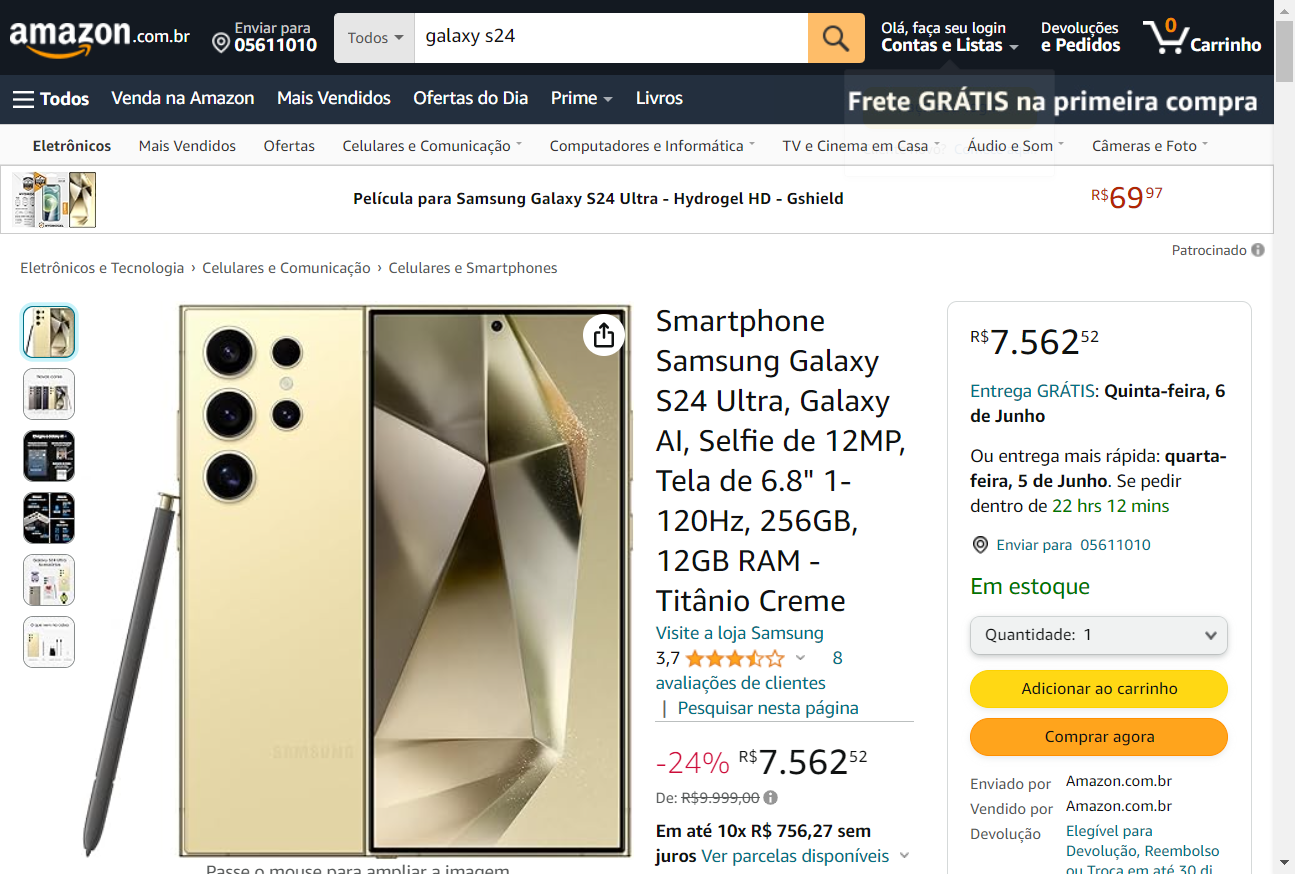 amazon.com.br
Enviar para
05611010
Todos
galaxy s24
Olá, faça seu login
Contas e Listas
Devoluções
e Pedidos
0
Carrinho
Todos
Venda na Amazon
Mais Vendidos
Ofertas do Dia
Prime
Livros
Frete GRÁTIS na primeira compra
Eletrônicos
Mais Vendidos
Ofertas
Celulares e Comunicação
Computadores e Informática
TV e Cinema em Casa
Áudio e Som
Câmeras e Foto
Película para Samsung Galaxy S24 Ultra - Hydrogel HD - Gshield
R$69 97
Patrocinado
Eletrônicos e Tecnologia › Celulares e Comunicação › Celulares e Smartphones
SAMSUNG
Passe o mouse para ampliar a imagem
Smartphone
Samsung Galaxy
S24 Ultra, Galaxy
AI, Selfie de 12MP,
Tela de 6.8" 1-
120Hz, 256GB,
12GB RAM -
Titânio Creme
Visite a loja Samsung
3,7
8
avaliações de clientes
| Pesquisar nesta página
-24% R$7.562 52
De: R$9.999,00
Em até 10x R$ 756,27 sem
juros Ver parcelas disponíveis
R$7.562 52
Entrega GRÁTIS: Quinta-feira, 6
de Junho
Ou entrega mais rápida: quarta-
feira, 5 de Junho. Se pedir
dentro de 22 hrs 12 mins
Enviar para 05611010
Em estoque
Quantidade: 1
Adicionar ao carrinho
Comprar agora
Enviado por Amazon.com.br
Vendido por Amazon.com.br
Devolução Elegível para
Devolução, Reembolso
ou Troca em até 30 di